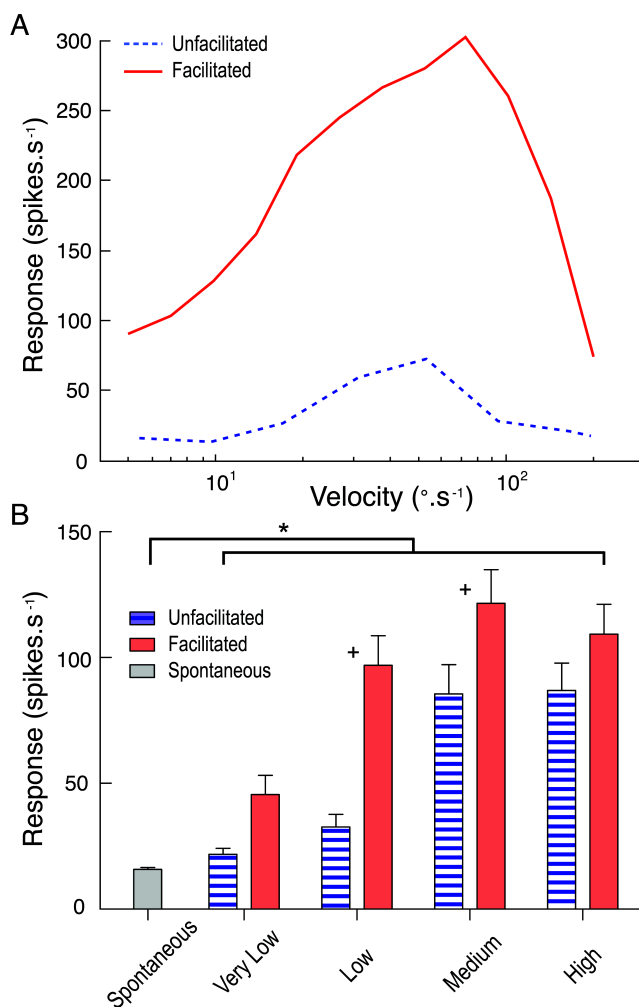 A
Unfacilitated
Facilitated
Response (spikes.s⁻¹)
300
250
200
150
100
50
0
10¹
10²
Velocity (°.s⁻¹)
B
*
Unfacilitated
Facilitated
Spontaneous
+
+
Response (spikes.s⁻¹)
150
100
50
0
Spontaneous
Very Low
Low
Medium
High